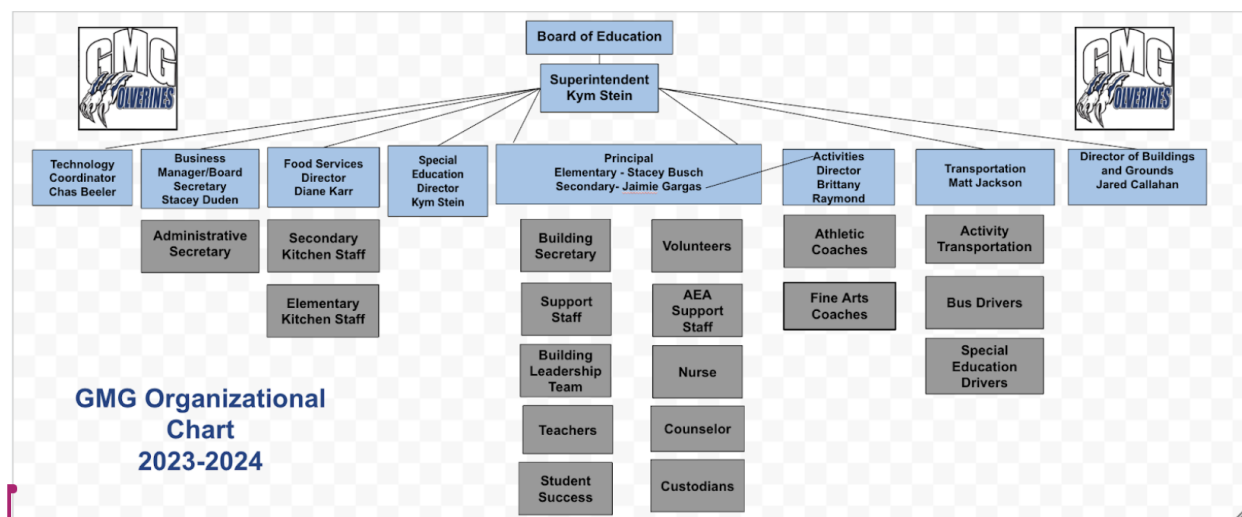 GMG
OLVERINES
GMG
OLVERINES
Board of Education
Superintendent
Kym Stein
Technology
Coordinator
Chas Beeler
Business
Manager/Board
Secretary
Stacey Duden
Food Services
Director
Diane Karr
Special
Education
Director
Kym Stein
Principal
Elementary - Stacey Busch
Secondary- Jaimie Gargas
Activities
Director
Brittany
Raymond
Transportation
Matt Jackson
Director of Buildings
and Grounds
Jared Callahan
Administrative
Secretary
Secondary
Kitchen Staff
Elementary
Kitchen Staff
Building
Secretary
Support
Staff
Building
Leadership
Team
Teachers
Student
Success
Volunteers
AEA
Support
Staff
Nurse
Counselor
Custodians
Athletic
Coaches
Fine Arts
Coaches
Activity
Transportation
Bus Drivers
Special
Education
Drivers
GMG Organizational
Chart
2023-2024